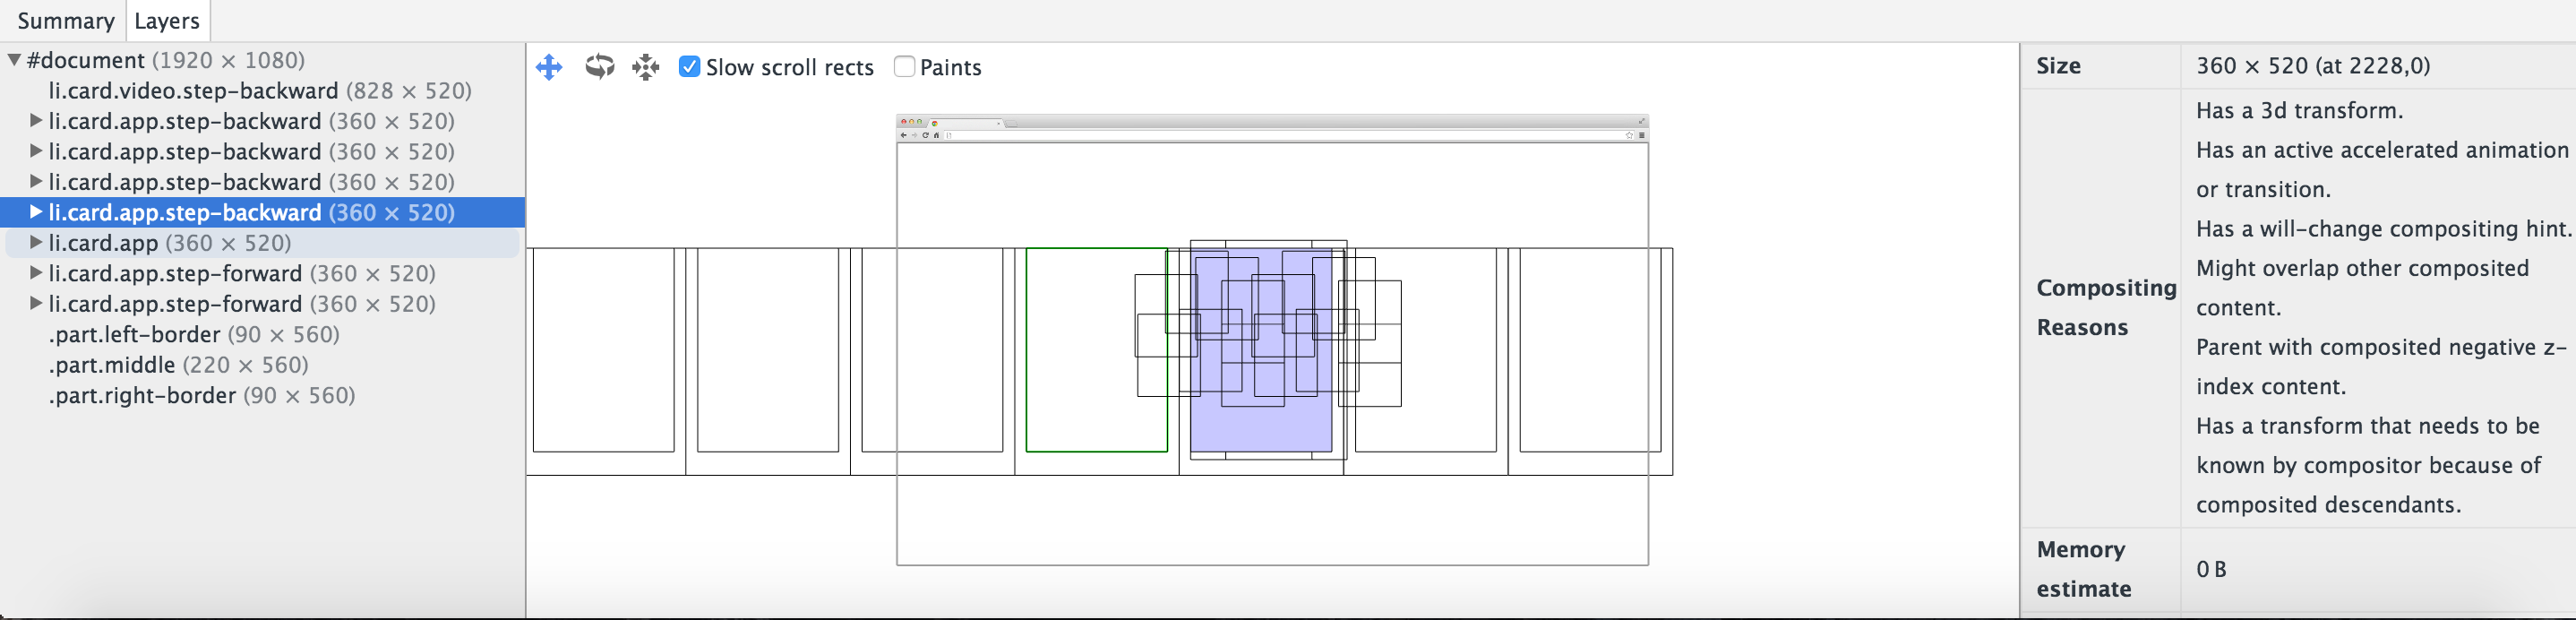 Summary Layers
#document (1920 × 1080)
li.card.video.step-backward (828 × 520)
li.card.app.step-backward (360 × 520)
li.card.app.step-backward (360 × 520)
li.card.app.step-backward (360 × 520)
li.card.app.step-backward (360 × 520)
li.card.app (360 × 520)
li.card.app.step-forward (360 × 520)
li.card.app.step-forward (360 × 520)
.part.left-border (90 × 560)
.part.middle (220 × 560)
.part.right-border (90 × 560)
Slow scroll rects Paints
Size
360 × 520 (at 2228,0)
Compositing
Reasons
Has a 3d transform.
Has an active accelerated animation
or transition.
Has a will-change compositing hint.
Might overlap other composited
content.
Parent with composited negative z-
index content.
Has a transform that needs to be
known by compositor because of
composited descendants.
Memory
estimate
0 B